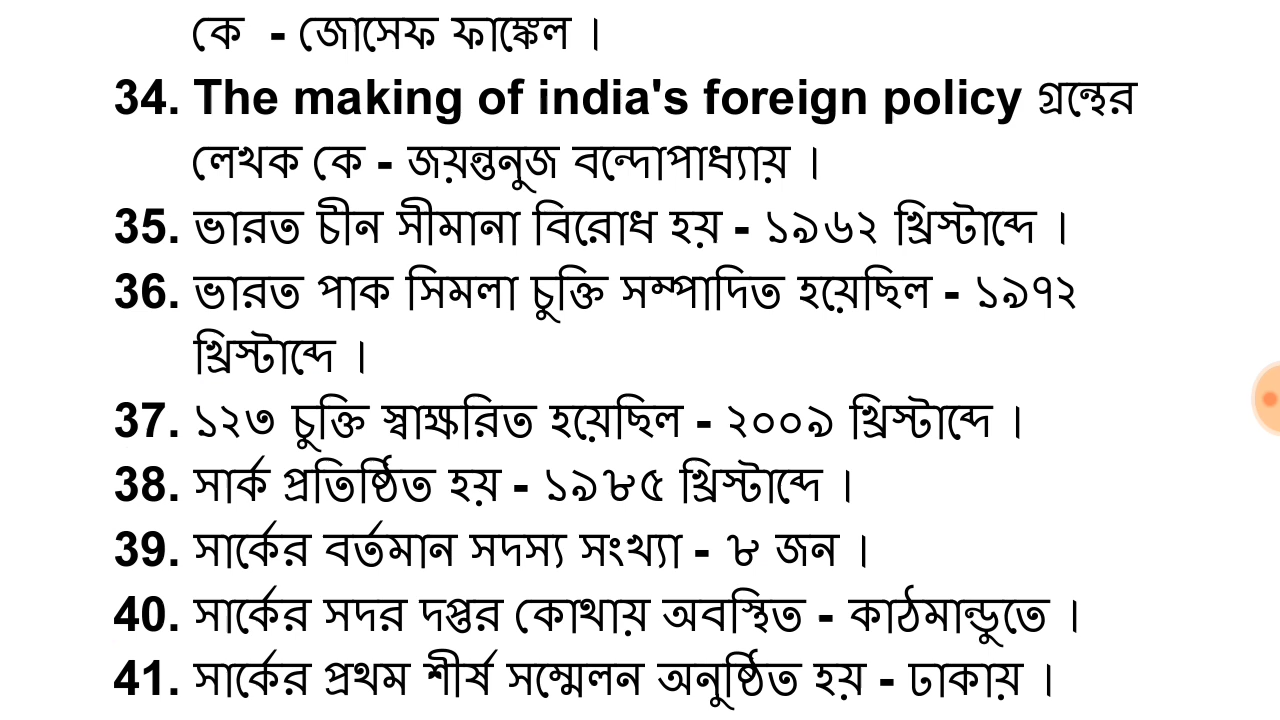 কে - জোসেফ ফাঙ্কেল ।
34. The making of india's foreign policy গ্রন্থের
লেখক কে - জয়ন্তনুজ বন্দোপাধ্যায় ।
35. ভারত চীন সীমানা বিরোধ হয় - ১৯৬২ খ্রিস্টাব্দে ।
36. ভারত পাক সিমলা চুক্তি সম্পাদিত হয়েছিল - ১৯৭২
খ্রিস্টাব্দে ।
37. ১২৩ চুক্তি স্বাক্ষরিত হয়েছিল - ২০০৯ খ্রিস্টাব্দে ।
38. সার্ক প্রতিষ্ঠিত হয় - ১৯৮৫ খ্রিস্টাব্দে ।
39. সার্কের বর্তমান সদস্য সংখ্যা - ৮ জন ।
40. সার্কের সদর দপ্তর কোথায় অবস্থিত - কাঠমান্ডুতে ।
41. সার্কের প্রথম শীর্ষ সম্মেলন অনুষ্ঠিত হয় - ঢাকায় ।